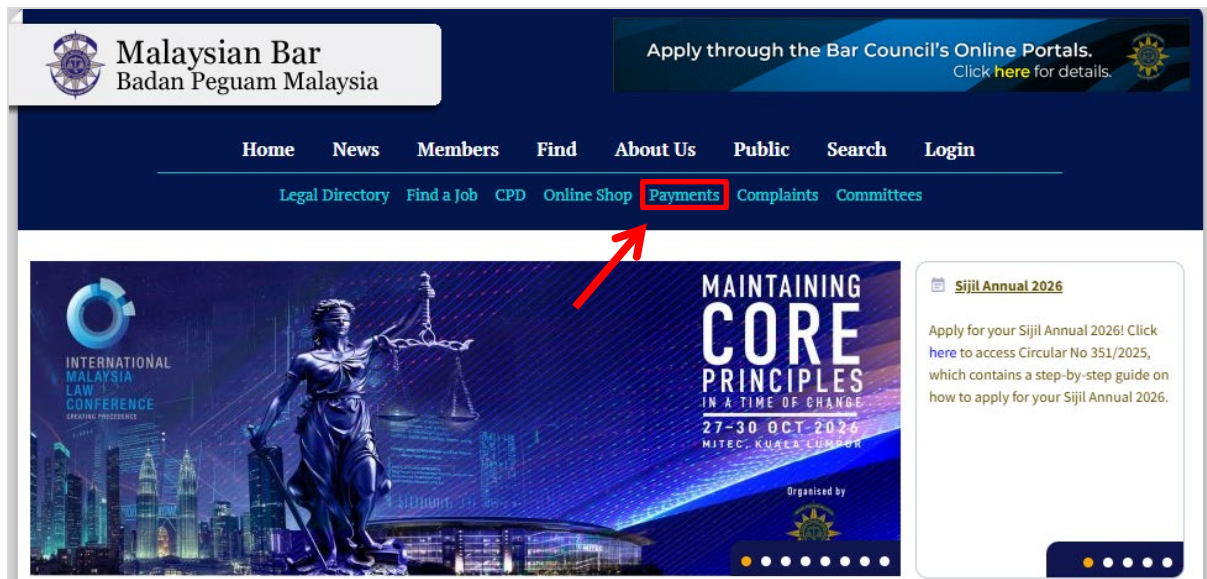 Malaysian Bar
Badan Peguam Malaysia
Apply through the Bar Council's Online Portals.
Click here for details.
Home News Members Find About Us Public Search Login
Legal Directory Find a Job CPD Online Shop Payments Complaints Committees
INTERNATIONAL
MALAYSIA
LAW
CONFERENCE
CREATING PRECEDENCE
MAINTAINING
CORE
PRINCIPLES
IN A TIME OF CHANGE
27-30 OCT 2026
MITEC, KUALA LUMPUR
Organised by
Sijil Annual 2026
Apply for your Sijil Annual 2026! Click
here to access Circular No 351/2025,
which contains a step-by-step guide on
how to apply for your Sijil Annual 2026.